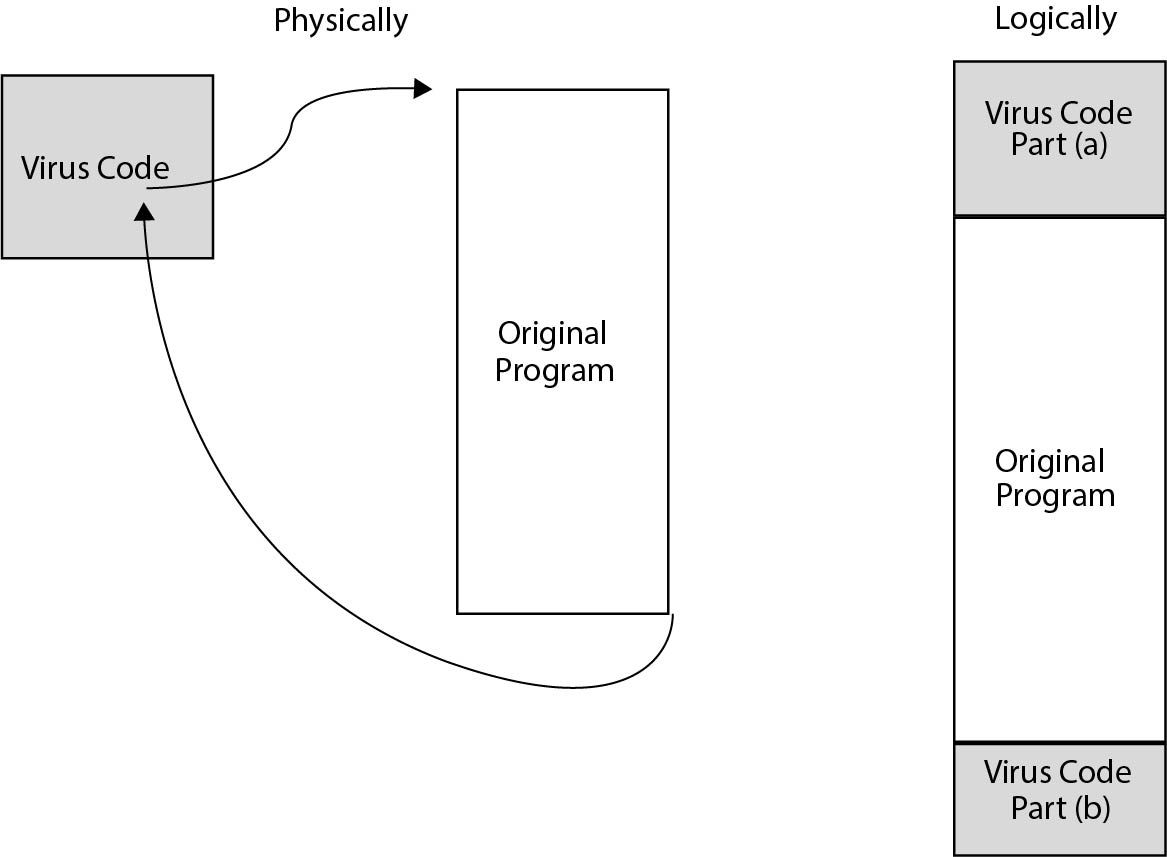 Physically
Virus Code
Original
Program
Logically
Virus Code
Part (a)
Original
Program
Virus Code
Part (b)